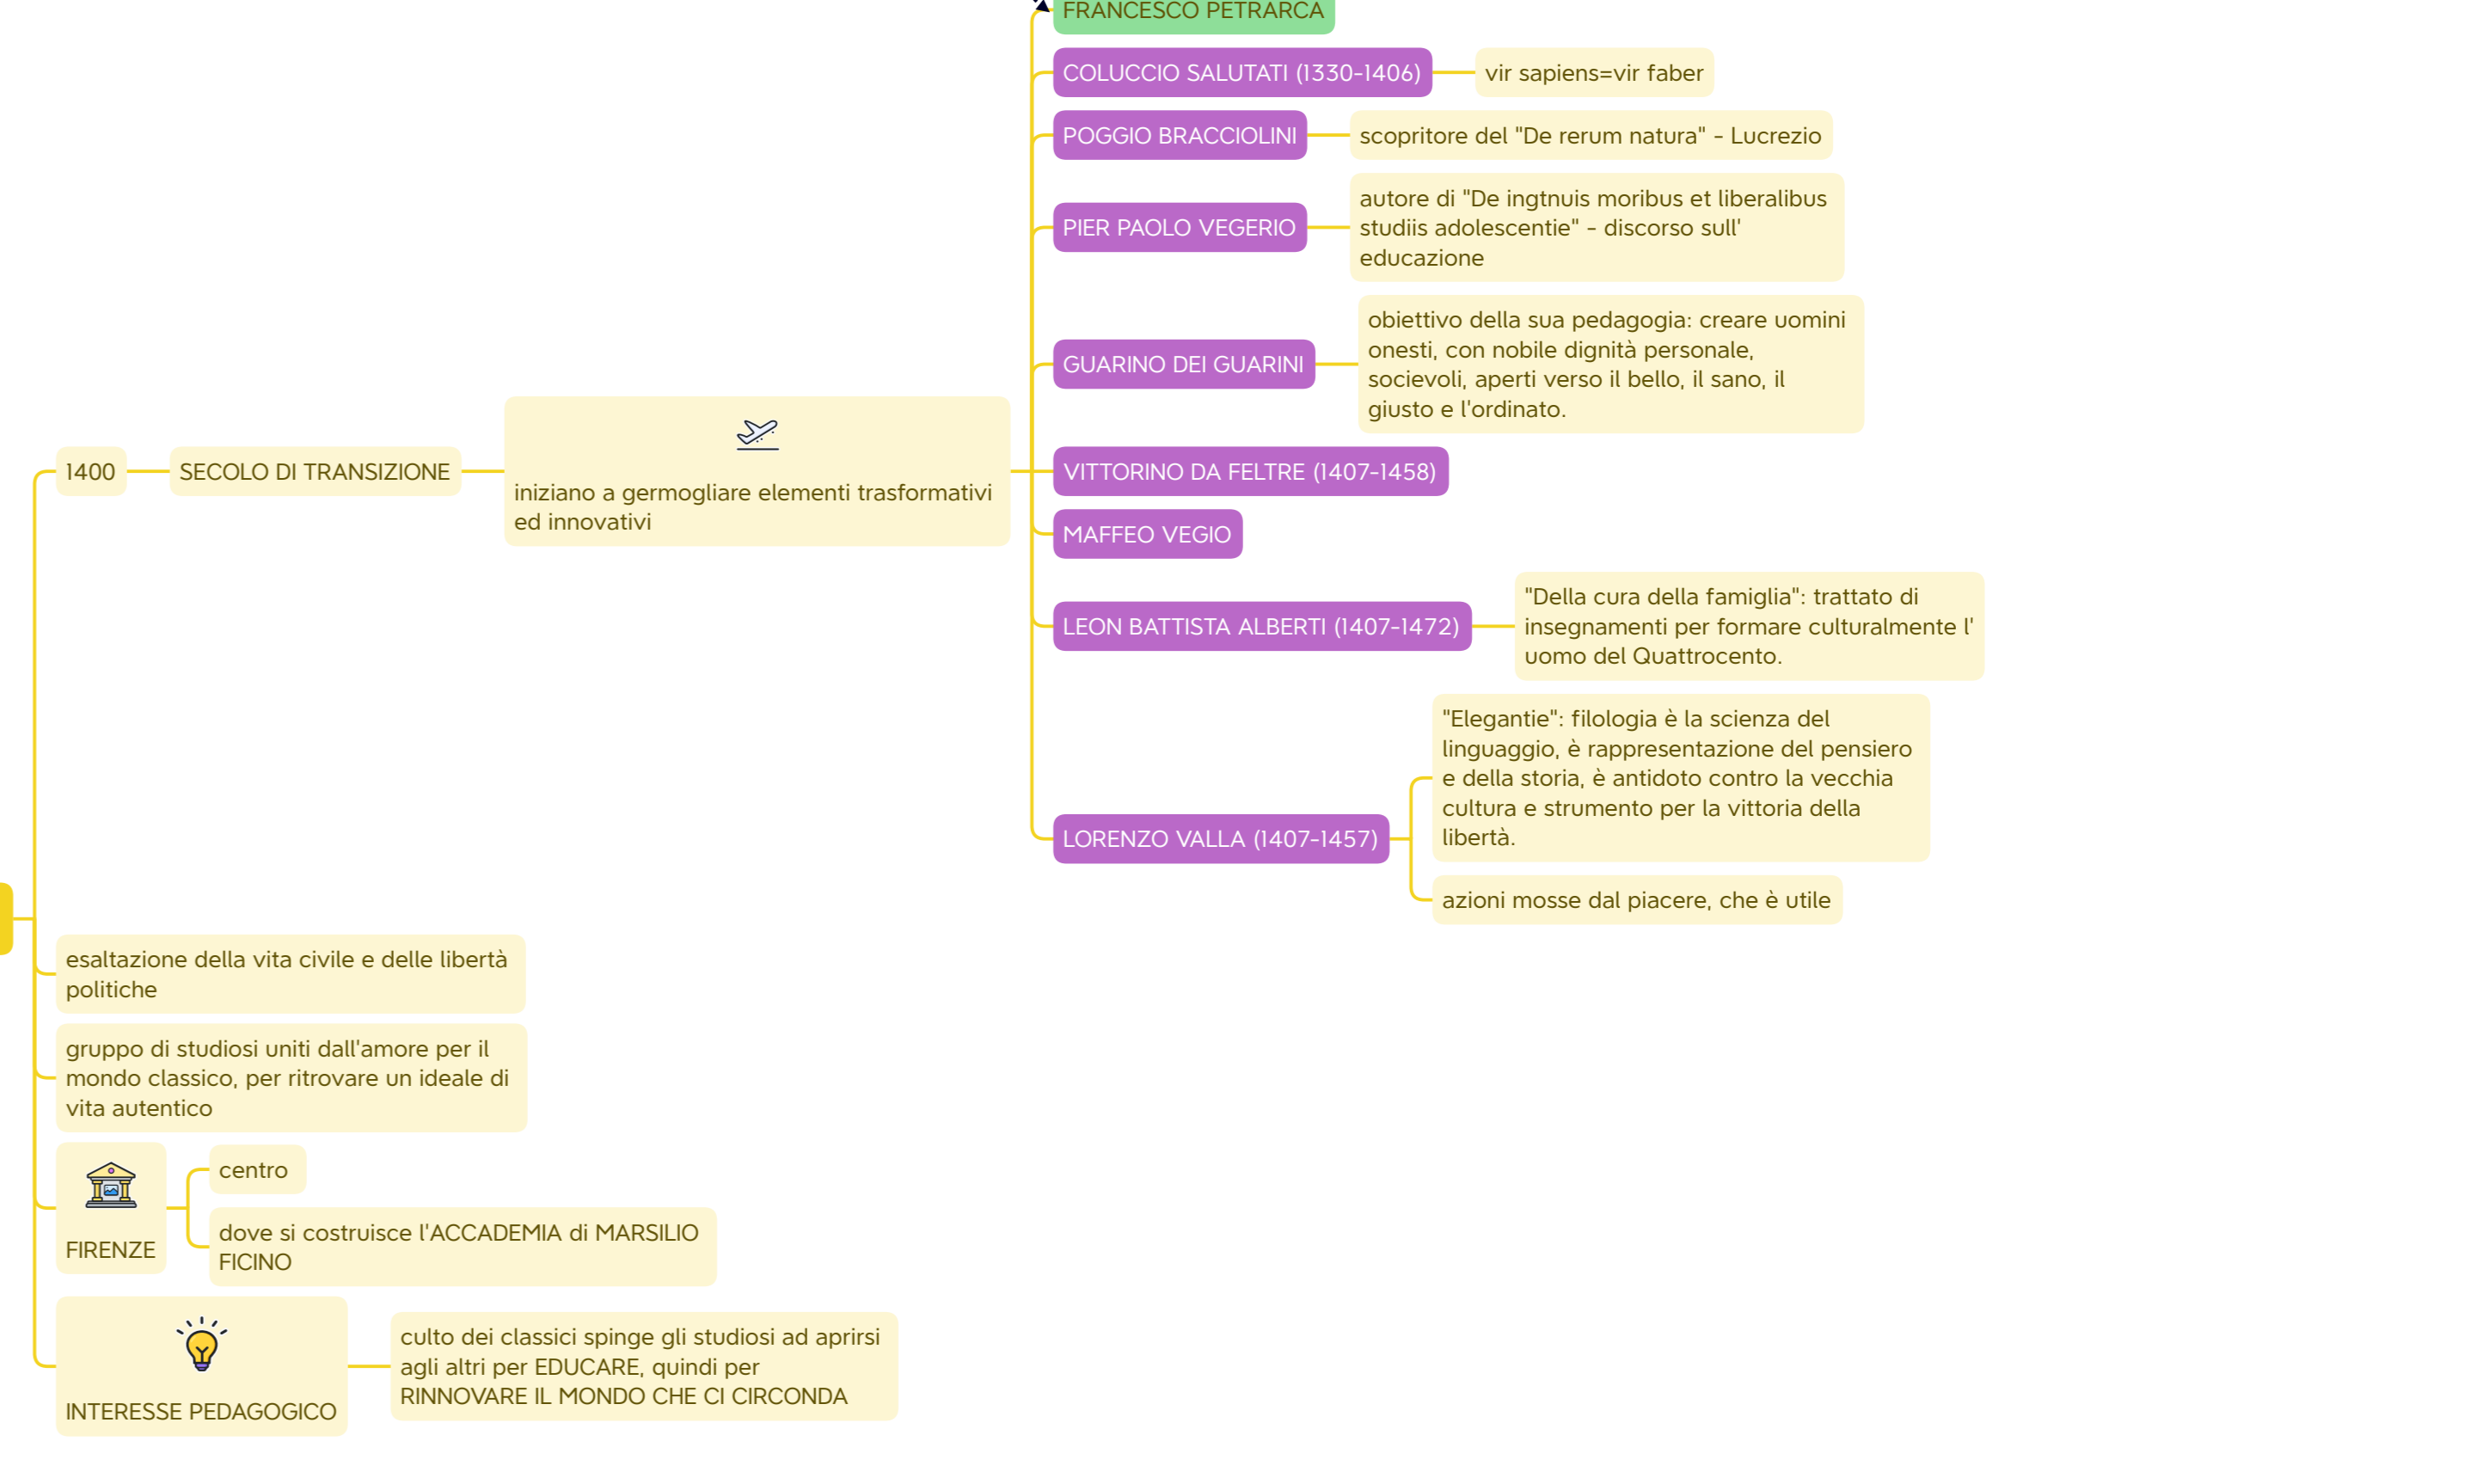 FRANCESCO PETRARCA
COLUCCIO SALUTATI (1330-1406)
vir sapiens=vir faber
POGGIO BRACCIOLINI
scopritore del "De rerum natura" - Lucrezio
PIER PAOLO VEGERIO
autore di "De ingtnuis moribus et liberalibus
studiis adolescentie" - discorso sull'
educazione
GUARINO DEI GUARINI
obiettivo della sua pedagogia: creare uomini
onesti, con nobile dignità personale,
socievoli, aperti verso il bello, il sano, il
giusto e l'ordinato.
1400
SECOLO DI TRANSIZIONE
iniziano a germogliare elementi trasformativi
ed innovativi
VITTORINO DA FELTRE (1407-1458)
MAFFEO VEGIO
LEON BATTISTA ALBERTI (1407-1472)
"Della cura della famiglia": trattato di
insegnamenti per formare culturalmente l'
uomo del Quattrocento.
LORENZO VALLA (1407-1457)
"Elegantie": filologia è la scienza del
linguaggio, è rappresentazione del pensiero
e della storia, è antidoto contro la vecchia
cultura e strumento per la vittoria della
libertà.
azioni mosse dal piacere, che è utile
esaltazione della vita civile e delle libertà
politiche
gruppo di studiosi uniti dall'amore per il
mondo classico, per ritrovare un ideale di
vita autentico
FIRENZE
centro
dove si costruisce l'ACCADEMIA di MARSILIO
FICINO
INTERESSE PEDAGOGICO
culto dei classici spinge gli studiosi ad aprirsi
agli altri per EDUCARE, quindi per
RINNOVARE IL MONDO CHE CI CIRCONDA